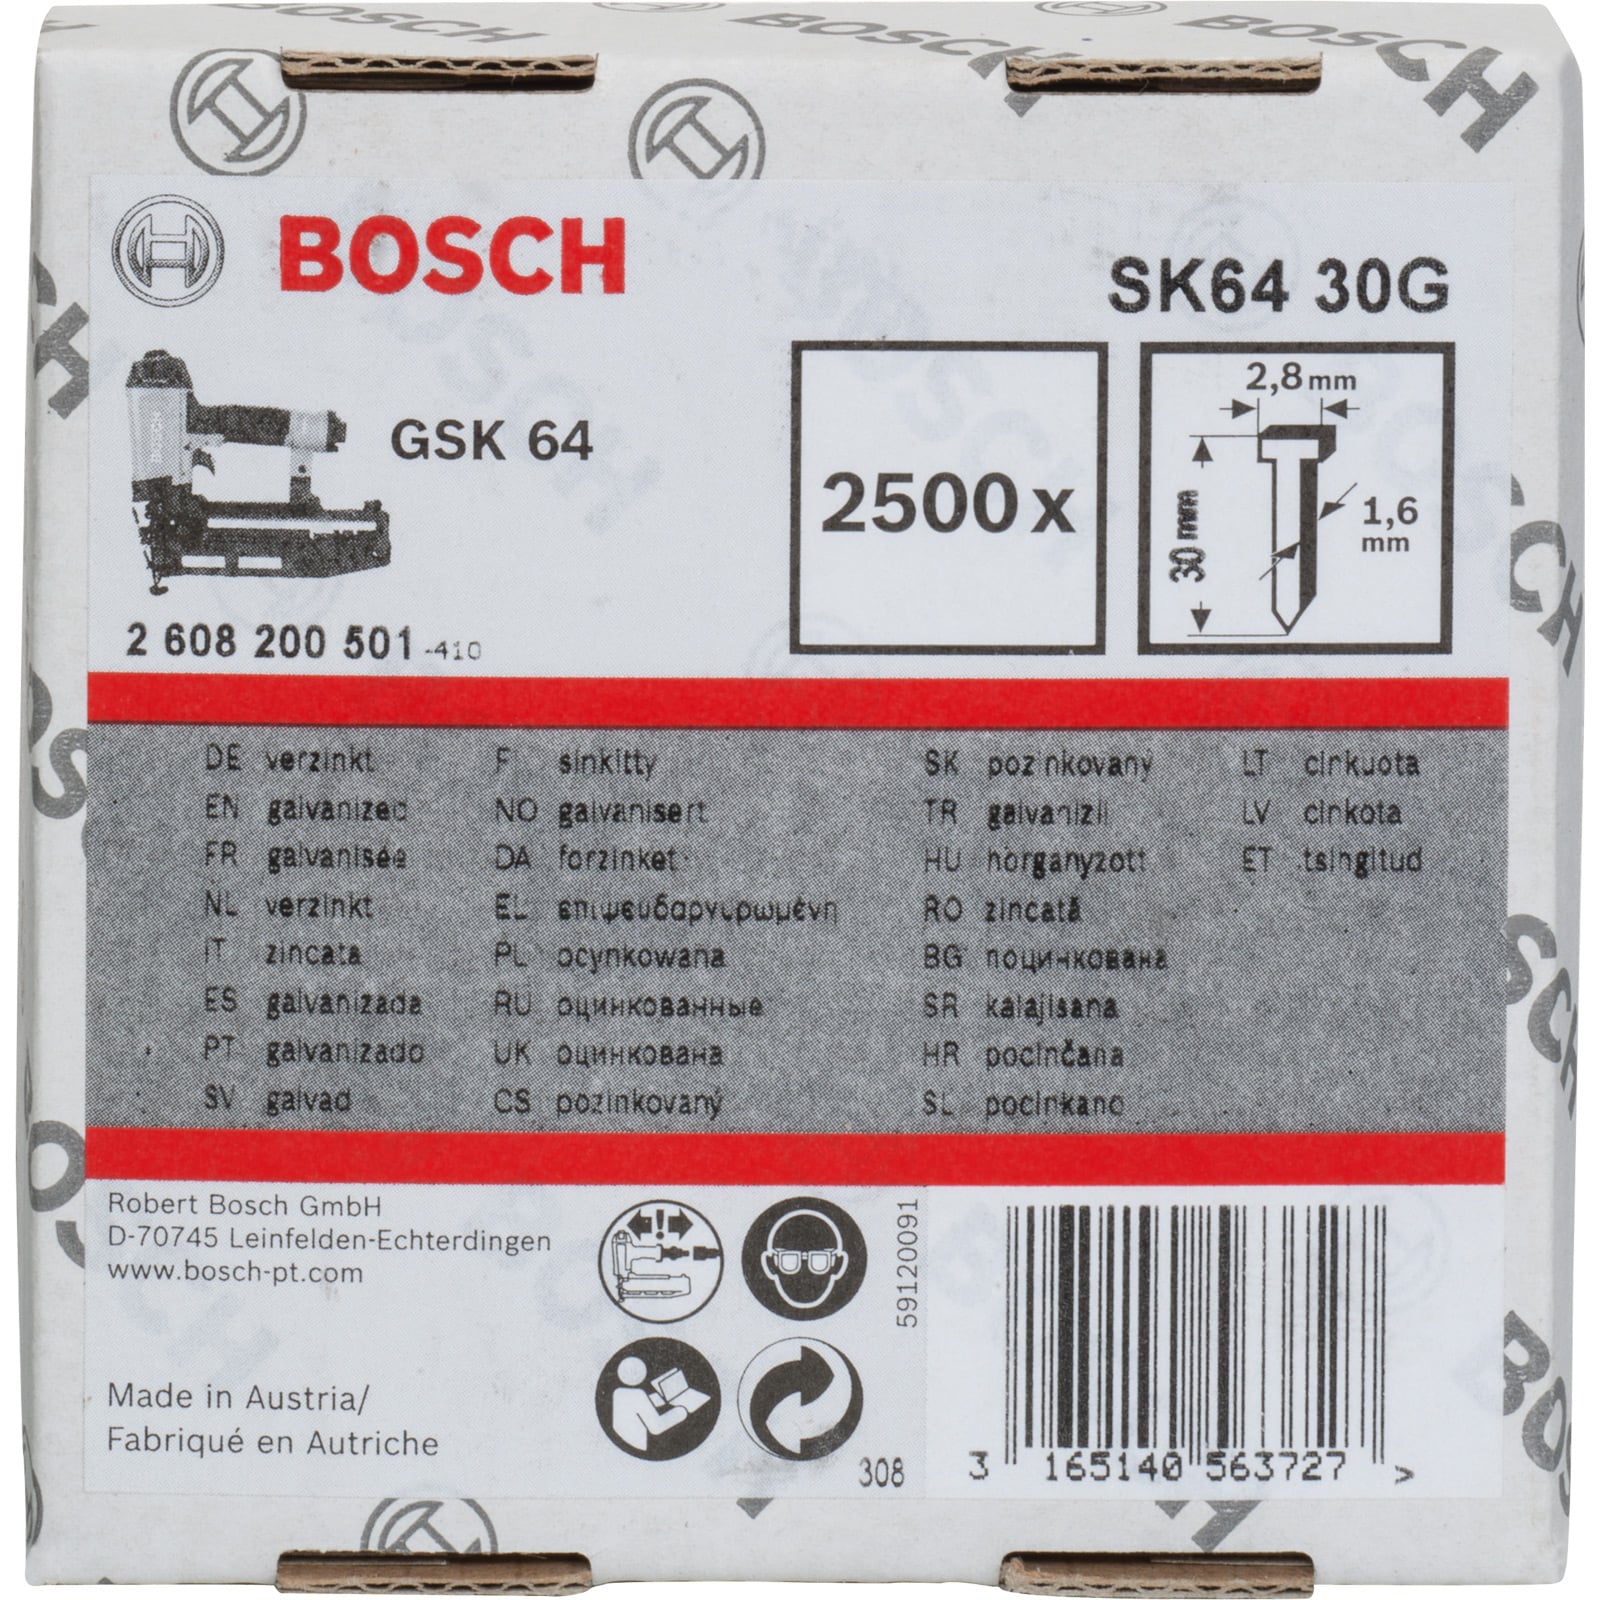 BOSCH
SK64 30G
GSK 64
2500 x
2,8 mm
30 mm
1,6 mm
2 608 200 501 -410
DE verzinkt
EN galvanized
FR galvanisée
NL verzinkt
IT zincata
ES galvanizada
PT galvanizado
SV galvad
FI sinkitty
NO galvanisert
DA forzinket
EL επιψευδαργυρωμένη
PL ocynkowana
RU оцинкованные
UK оцинкована
CS pozinkovaný
SK pozinkovaný
TR galvanizli
HU horganyzott
RO zincată
BG поцинкована
SR kalajisana
HR pocinčana
SL pocinkano
LT cinkuota
LV cinkota
ET tsingitud
Robert Bosch GmbH
D-70745 Leinfelden-Echterdingen
www.bosch-pt.com
Made in Austria/
Fabriqué en Autriche
59120091
308
3 165140 563727 >